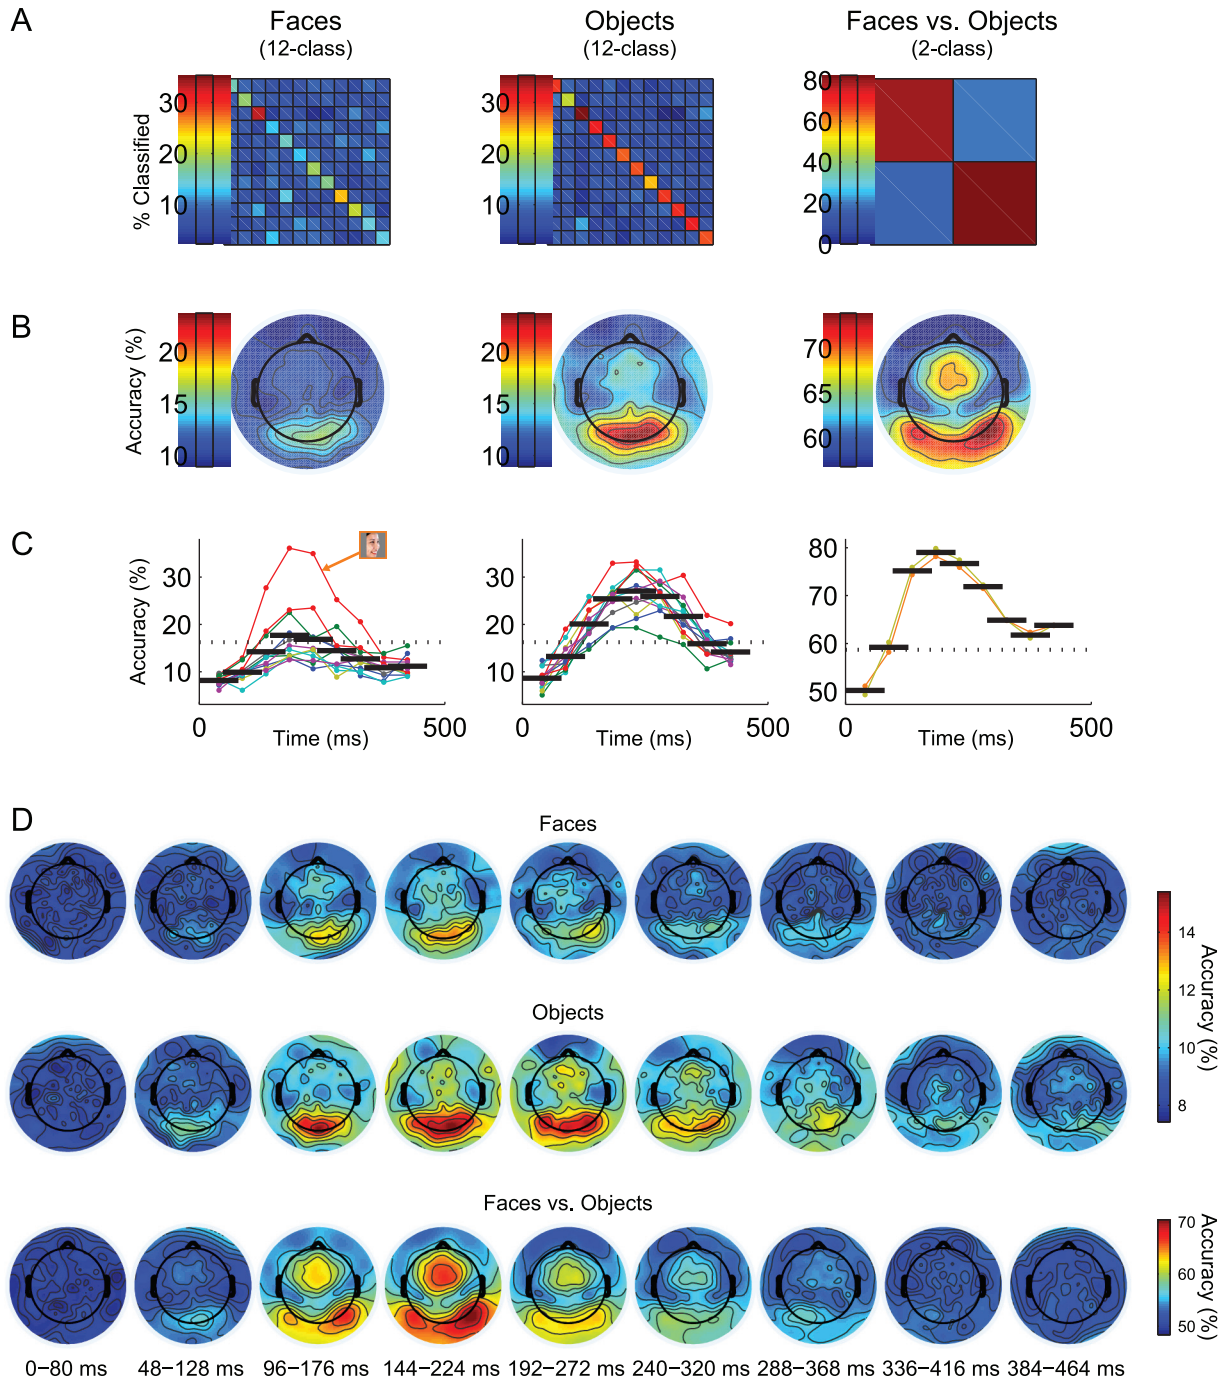 A
Faces
(12-class)
Objects
(12-class)
Faces vs. Objects
(2-class)
% Classified
30
20
10
30
20
10
80
60
40
20
0
B
Accuracy (%)
20
15
10
20
15
10
70
65
60
C
Accuracy (%)
30
20
10
0
500
Time (ms)
30
20
10
0
500
Time (ms)
80
70
60
50
0
500
Time (ms)
D
Faces
Objects
Faces vs. Objects
14
12
10
8
Accuracy (%)
70
60
50
Accuracy (%)
0−80 ms
48−128 ms
96−176 ms
144−224 ms
192−272 ms
240−320 ms
288−368 ms
336−416 ms
384−464 ms